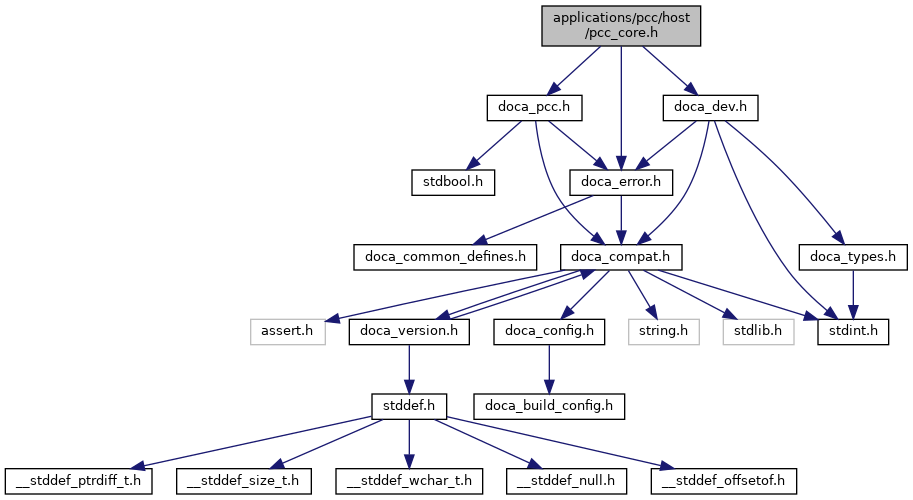 applications/pcc/host
/pcc_core.h
doca_pcc.h
doca_dev.h
stdbool.h
doca_error.h
doca_common_defines.h
doca_compat.h
doca_types.h
assert.h
doca_version.h
doca_config.h
string.h
stdlib.h
stdint.h
stddef.h
doca_build_config.h
__stddef_ptrdiff_t.h
__stddef_size_t.h
__stddef_wchar_t.h
__stddef_null.h
__stddef_offsetof.h